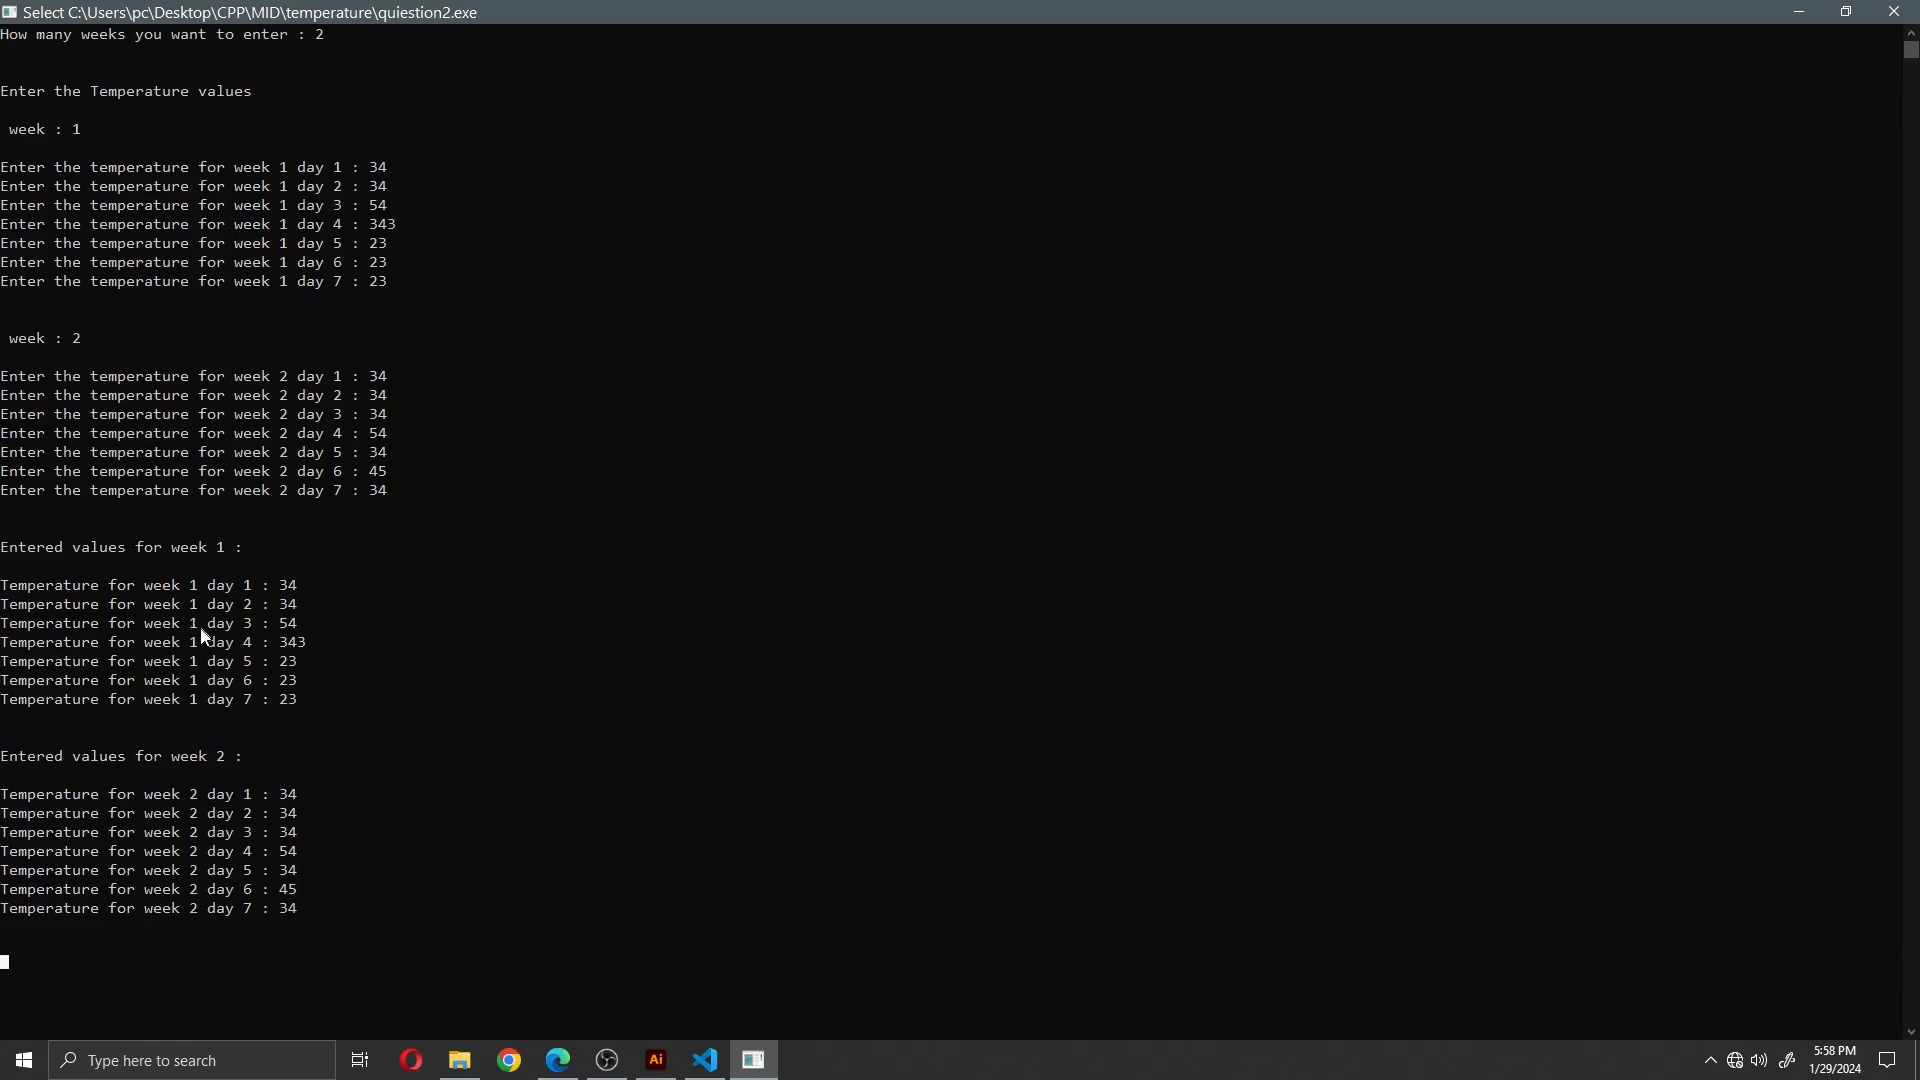 Select C:\Users\pc\Desktop\CPP\MID\temperature\quiestion2.exe
How many weeks you want to enter : 2
Enter the Temperature values
week : 1
Enter the temperature for week 1 day 1 : 34
Enter the temperature for week 1 day 2 : 34
Enter the temperature for week 1 day 3 : 54
Enter the temperature for week 1 day 4 : 343
Enter the temperature for week 1 day 5 : 23
Enter the temperature for week 1 day 6 : 23
Enter the temperature for week 1 day 7 : 23
week : 2
Enter the temperature for week 2 day 1 : 34
Enter the temperature for week 2 day 2 : 34
Enter the temperature for week 2 day 3 : 34
Enter the temperature for week 2 day 4 : 54
Enter the temperature for week 2 day 5 : 34
Enter the temperature for week 2 day 6 : 45
Enter the temperature for week 2 day 7 : 34
Entered values for week 1 :
Temperature for week 1 day 1 : 34
Temperature for week 1 day 2 : 34
Temperature for week 1 day 3 : 54
Temperature for week 1 day 4 : 343
Temperature for week 1 day 5 : 23
Temperature for week 1 day 6 : 23
Temperature for week 1 day 7 : 23
Entered values for week 2 :
Temperature for week 2 day 1 : 34
Temperature for week 2 day 2 : 34
Temperature for week 2 day 3 : 34
Temperature for week 2 day 4 : 54
Temperature for week 2 day 5 : 34
Temperature for week 2 day 6 : 45
Temperature for week 2 day 7 : 34
Type here to search
Ai
5:58 PM
1/29/2024